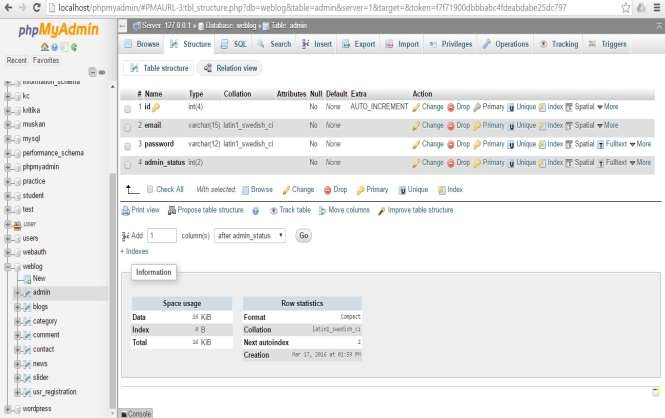 localhost/phpmyadmin/#PMAURL-3:tbl_structure.php?db=weblog&table=admin&server=1&target=&token=f7f71900dbbbabc4fdeabdabe25dc797
phpMyAdmin
Recent Favorites
information_schema
kc
kritika
muskan
mysql
performance_schema
phpmyadmin
practice
student
test
user
users
webauth
weblog
New
admin
blogs
category
comment
contact
news
slider
usr_registration
wordpress
Server: 127.0.0.1 » Database: weblog » Table: admin
Browse Structure SQL Search Insert Export Import Privileges Operations Tracking Triggers
Table structure Relation view
# Name Type Collation Attributes Null Default Extra Action
1 id int(4) No None AUTO_INCREMENT Change Drop Primary Unique Index Spatial More
2 email varchar(15) latin1_swedish_ci No None Change Drop Primary Unique Index Spatial More
3 password varchar(12) latin1_swedish_ci No None Change Drop Primary Unique Index Spatial Fulltext More
4 admin_status int(2) No None Change Drop Primary Unique Index Spatial Fulltext More
Check All With selected: Browse Change Drop Primary Unique Index
Print view Propose table structure Track table Move columns Improve table structure
Add 1 column(s) after admin_status Go
+ Indexes
Information
Space usage
Data 16 KiB
Index 0 B
Total 16 KiB
Row statistics
Format Compact
Collation latin1_swedish_ci
Next autoindex 2
Creation Mar 17, 2016 at 01:59 PM
Console